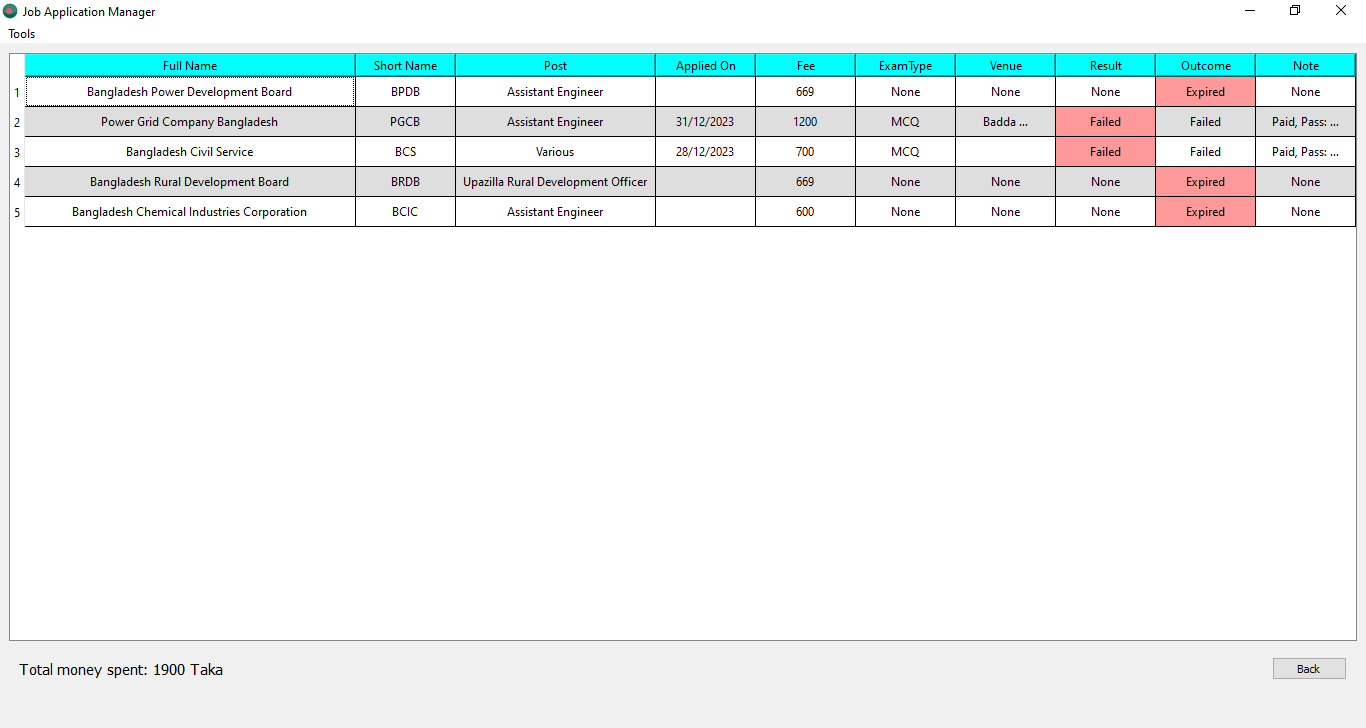 Job Application Manager
Tools
Full Name Short Name Post Applied On Fee ExamType Venue Result Outcome Note
1 Bangladesh Power Development Board BPDB Assistant Engineer 669 None None None Expired None
2 Power Grid Company Bangladesh PGCB Assistant Engineer 31/12/2023 1200 MCQ Badda ... Failed Failed Paid, Pass: ...
3 Bangladesh Civil Service BCS Various 28/12/2023 700 MCQ Failed Failed Paid, Pass: ...
4 Bangladesh Rural Development Board BRDB Upazilla Rural Development Officer 669 None None None Expired None
5 Bangladesh Chemical Industries Corporation BCIC Assistant Engineer 600 None None None Expired None
Total money spent: 1900 Taka Back